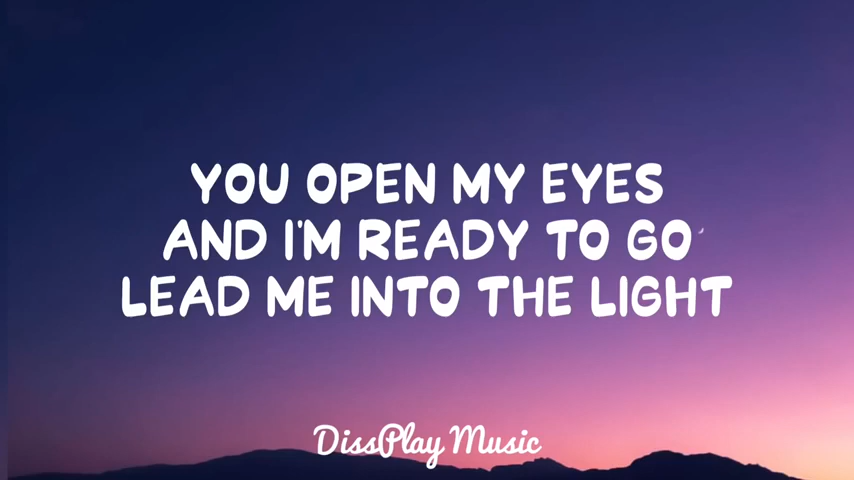 YOU OPEN MY EYES
AND I'M READY TO GO
LEAD ME INTO THE LIGHT
DissPlay Music